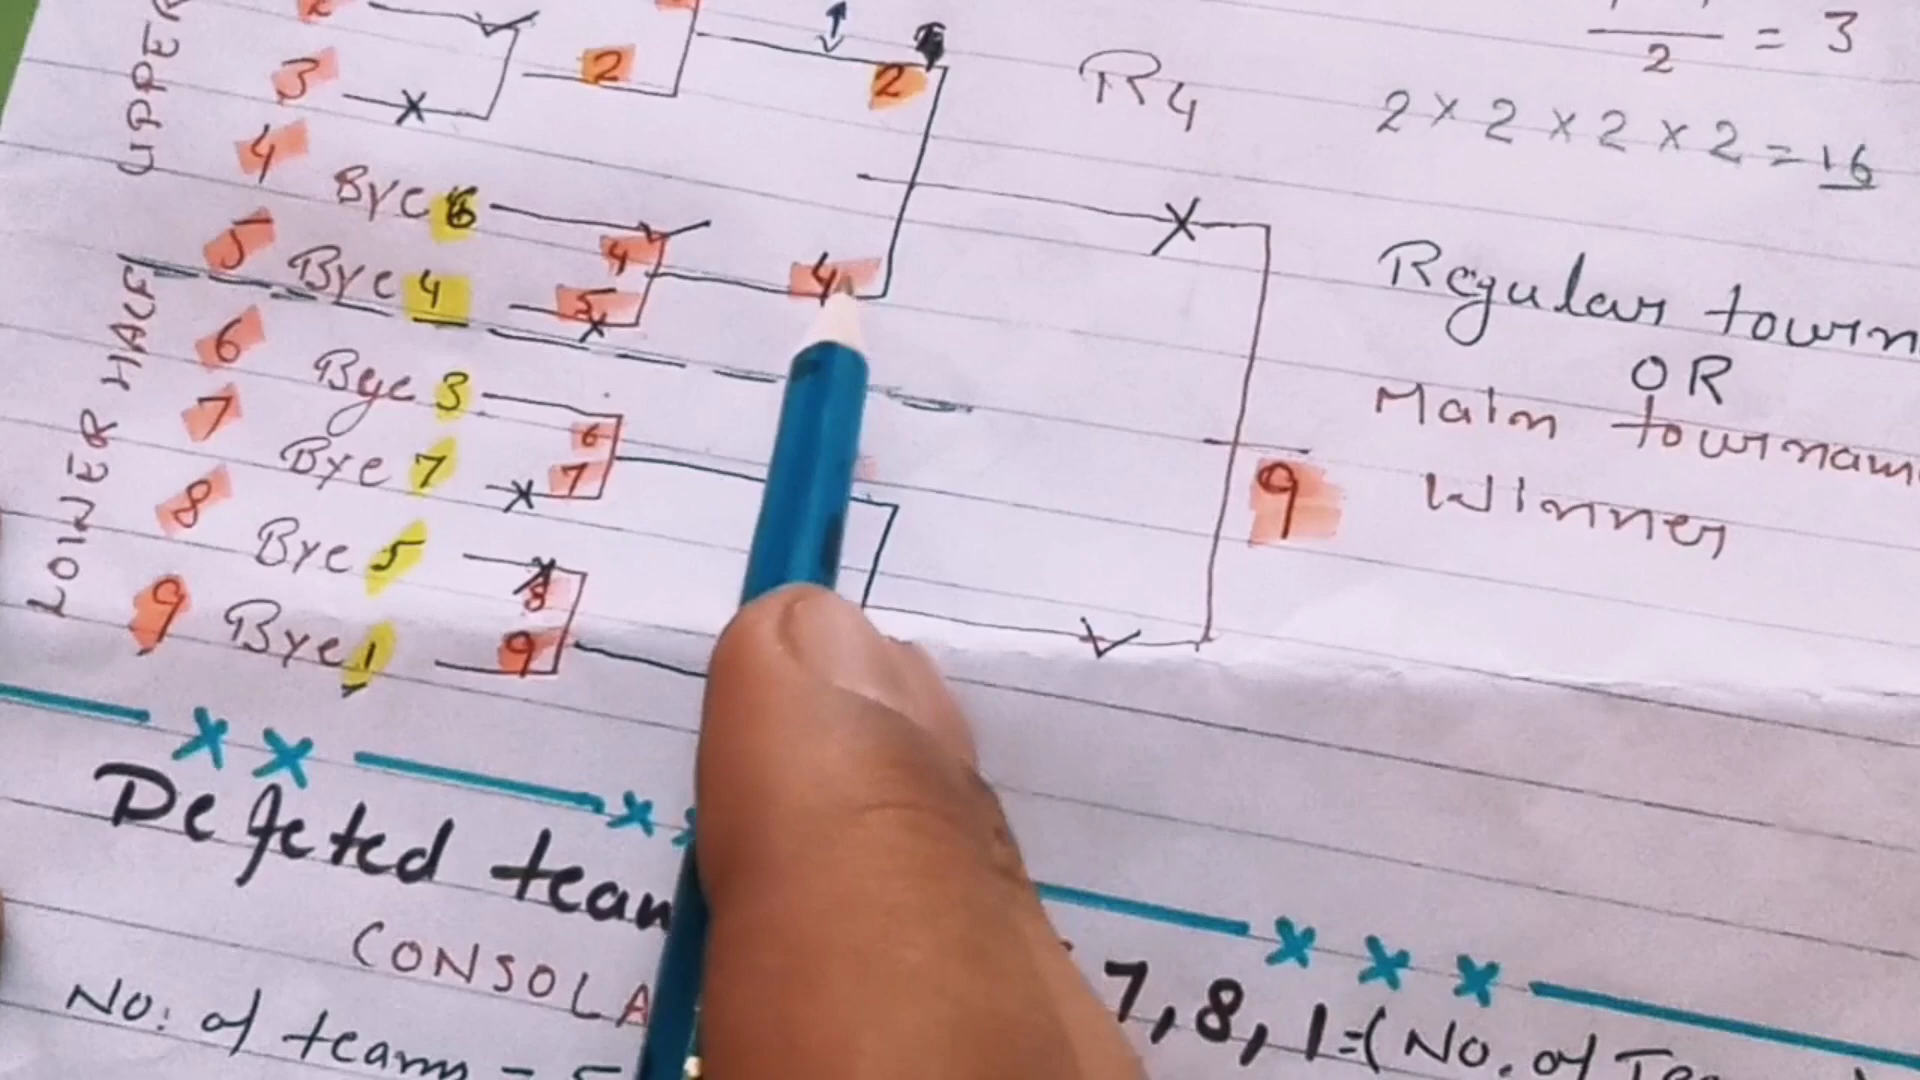 UPPER
2
3
2
2
4
Bye 6
4
4
5
Bye 4
5
LOWER HALF
6
Bye 3
6
7
Bye 7
7
8
Bye 5
8
9
Bye 1
9
R4
2 = 3
2 × 2 × 2 × 2 = 16
Regular tourn
OR
Main tournam
9 Winner
×× ×
× × ×
Defeted team
7, 8, 1 = ( No. of
CONSOLA
No: of teams -